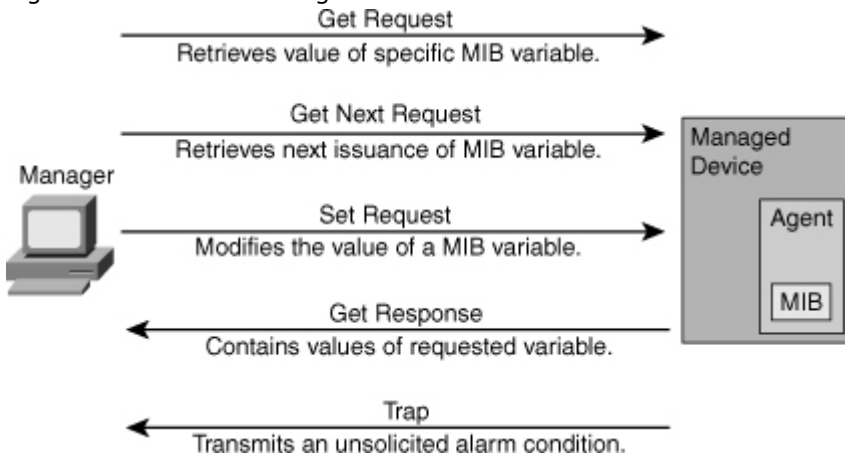 Get Request
Retrieves value of specific MIB variable.
Get Next Request
Retrieves next issuance of MIB variable.
Manager
Managed
Device
Set Request
Modifies the value of a MIB variable.
Agent
MIB
Get Response
Contains values of requested variable.
Trap
Transmits an unsolicited alarm condition.